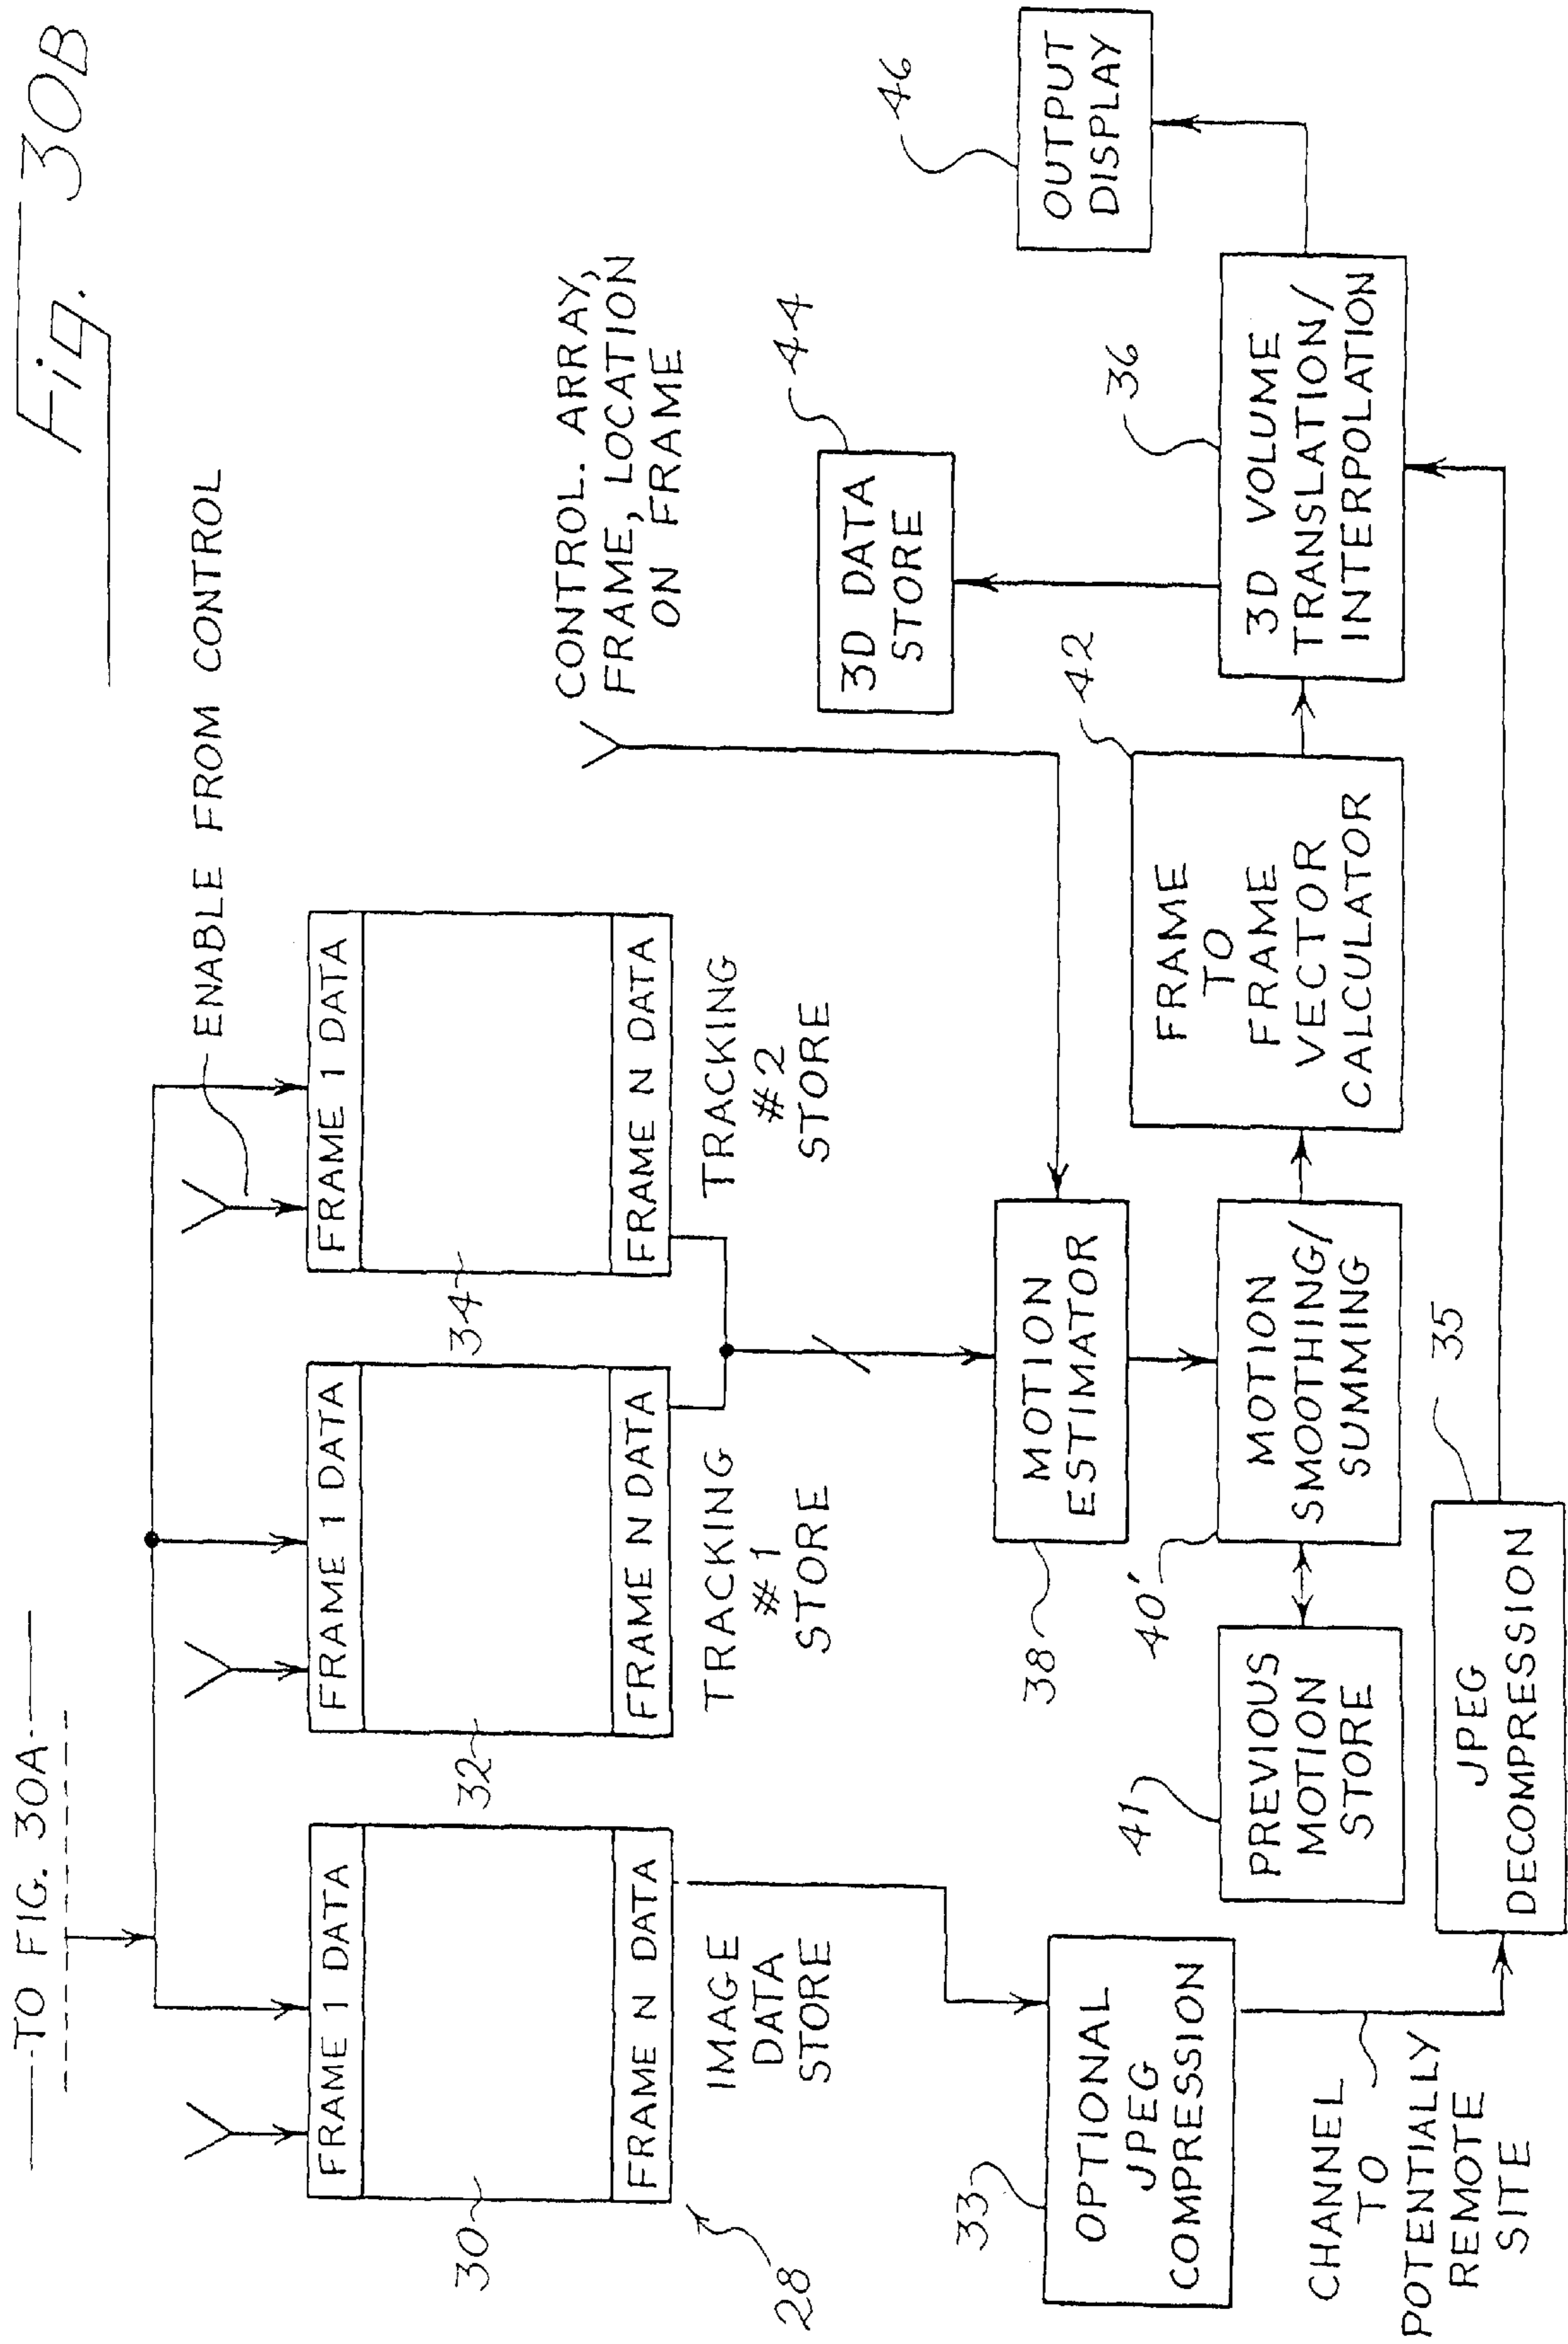 Fig. 30B
TO FIG. 30A
ENABLE FROM CONTROL
FRAME 1 DATA
FRAME 1 DATA
FRAME 1 DATA
30
32
34
FRAME N DATA
FRAME N DATA
FRAME N DATA
28
IMAGE
DATA
STORE
TRACKING
#1
STORE
TRACKING
#2
STORE
CONTROL. ARRAY,
FRAME, LOCATION
ON FRAME
33
OPTIONAL
JPEG
COMPRESSION
38
MOTION
ESTIMATOR
44
3D DATA
STORE
46
OUTPUT
DISPLAY
41
PREVIOUS
MOTION
STORE
40'
MOTION
SMOOTHING/
SUMMING
42
FRAME
TO
FRAME
VECTOR
CALCULATOR
36
3D VOLUME
TRANSLATION/
INTERPOLATION
CHANNEL
TO
POTENTIALLY
REMOTE
SITE
35
JPEG
DECOMPRESSION